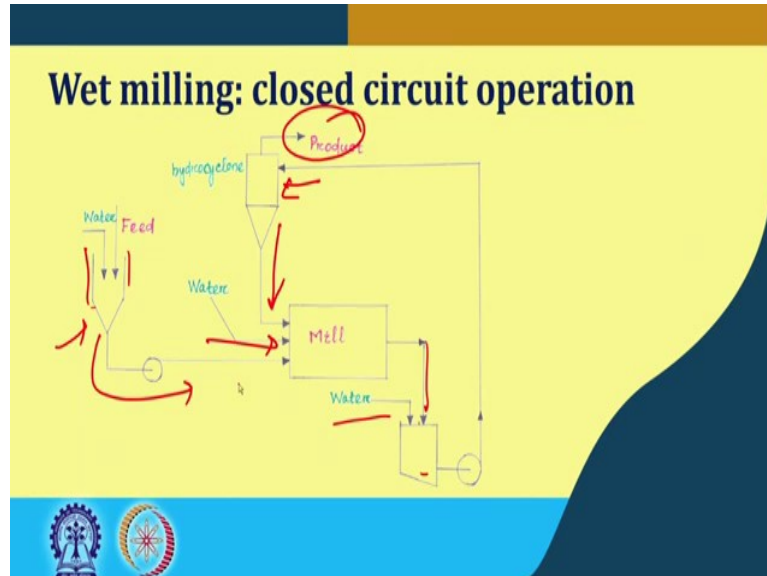 Wet milling: closed circuit operation
Product
hydrocyclone
Water
Feed
Water
Mill
Water